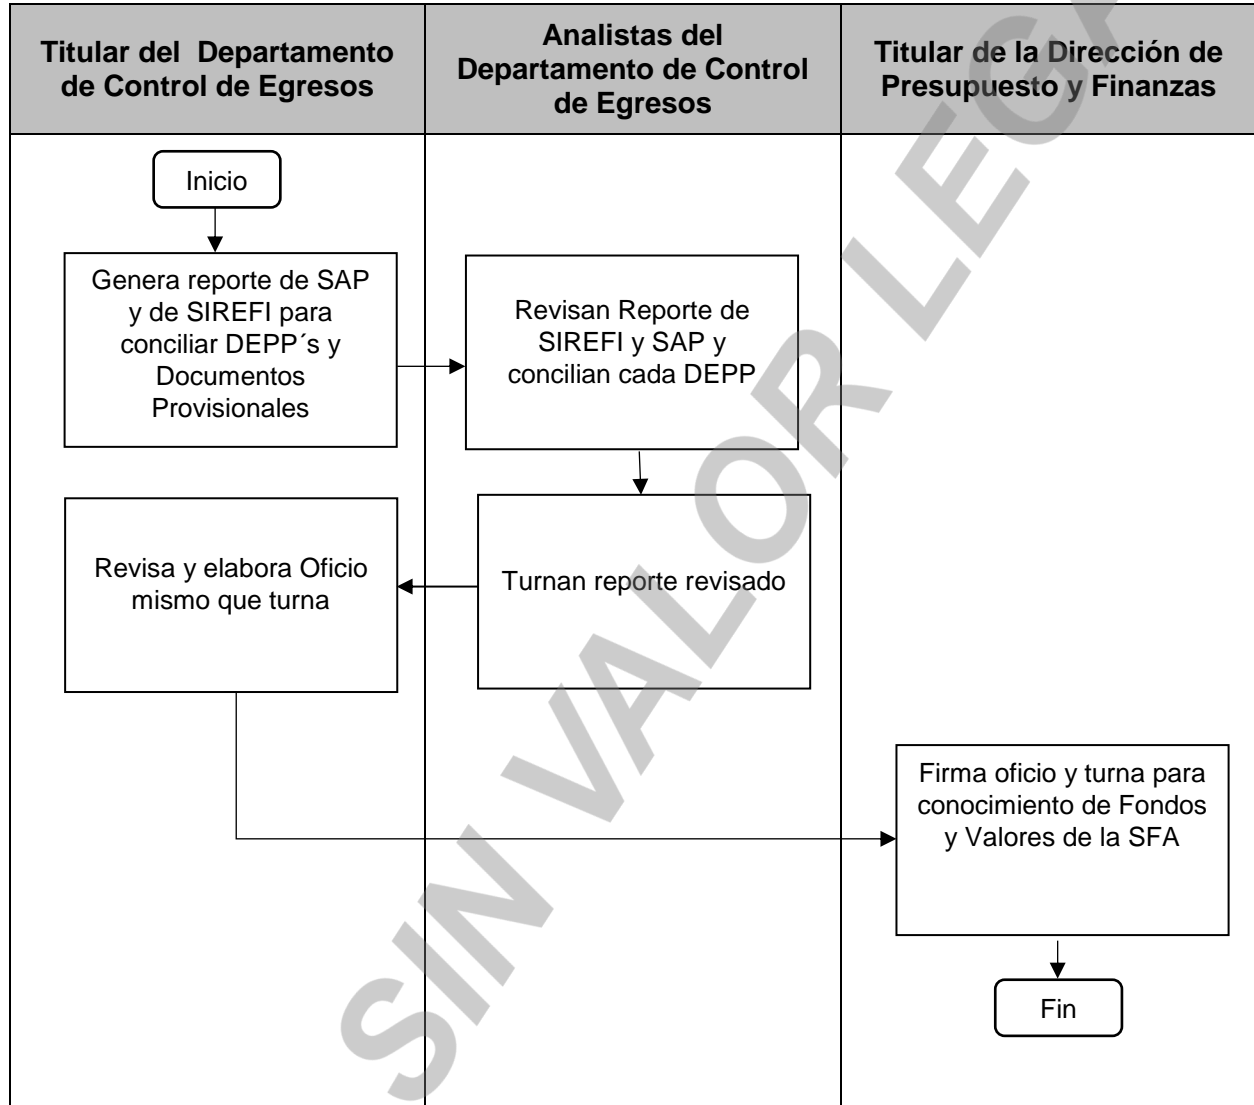 Titular del Departamento
de Control de Egresos
Analistas del
Departamento de Control
de Egresos
Titular de la Dirección de
Presupuesto y Finanzas
Inicio
Genera reporte de SAP
y de SIREFI para
conciliar DEPP´s y
Documentos
Provisionales
Revisan Reporte de
SIREFI y SAP y
concilian cada DEPP
Turnan reporte revisado
Revisa y elabora Oficio
mismo que turna
Firma oficio y turna para
conocimiento de Fondos
y Valores de la SFA
Fin
SIN VALOR LEGA